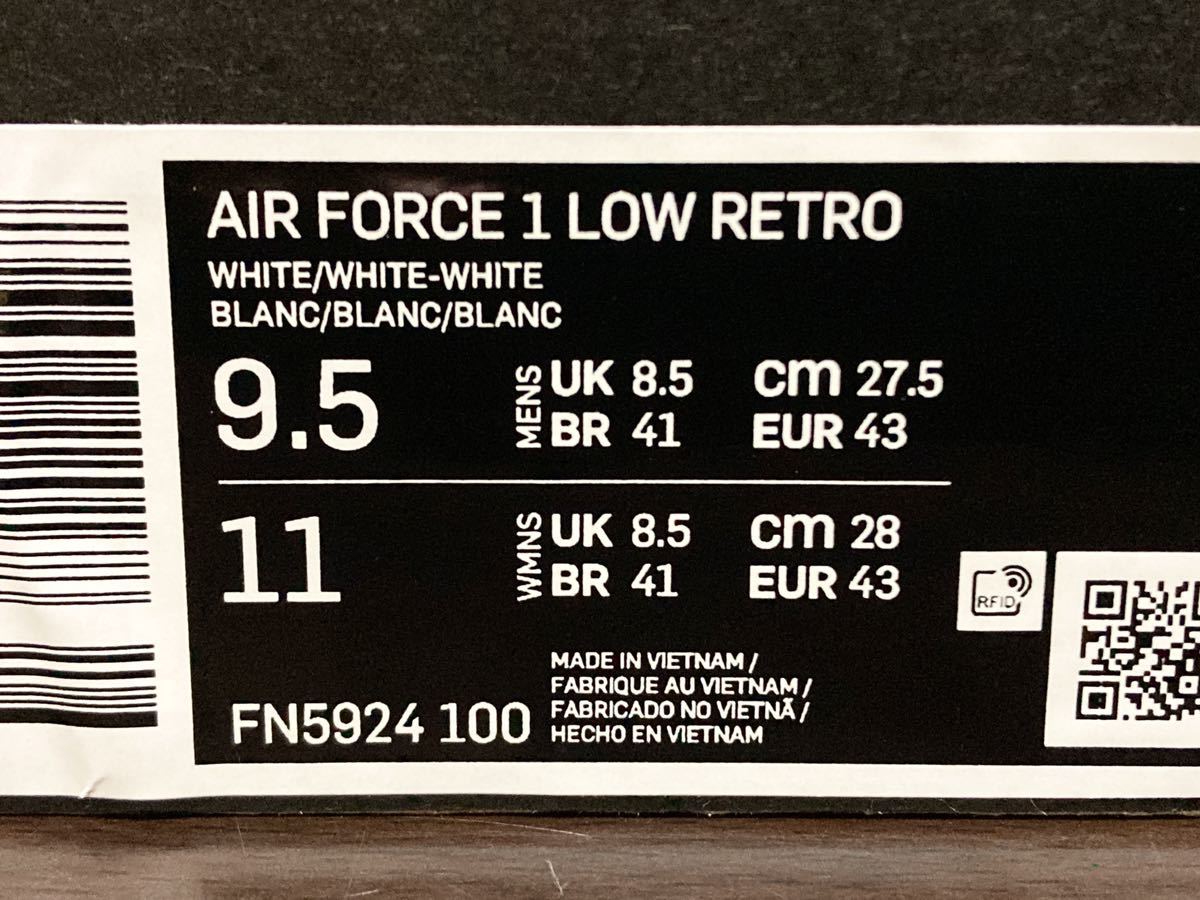 AIR FORCE 1 LOW RETRO
WHITE/WHITE-WHITE
BLANC/BLANC/BLANC
9.5 MENS UK 8.5 cm 27.5
BR 41 EUR 43
11 WMNS UK 8.5 cm 28
BR 41 EUR 43
RFID
MADE IN VIETNAM /
FABRIQUE AU VIETNAM /
FABRICADO NO VIETNÃ /
HECHO EN VIETNAM
FN5924 100